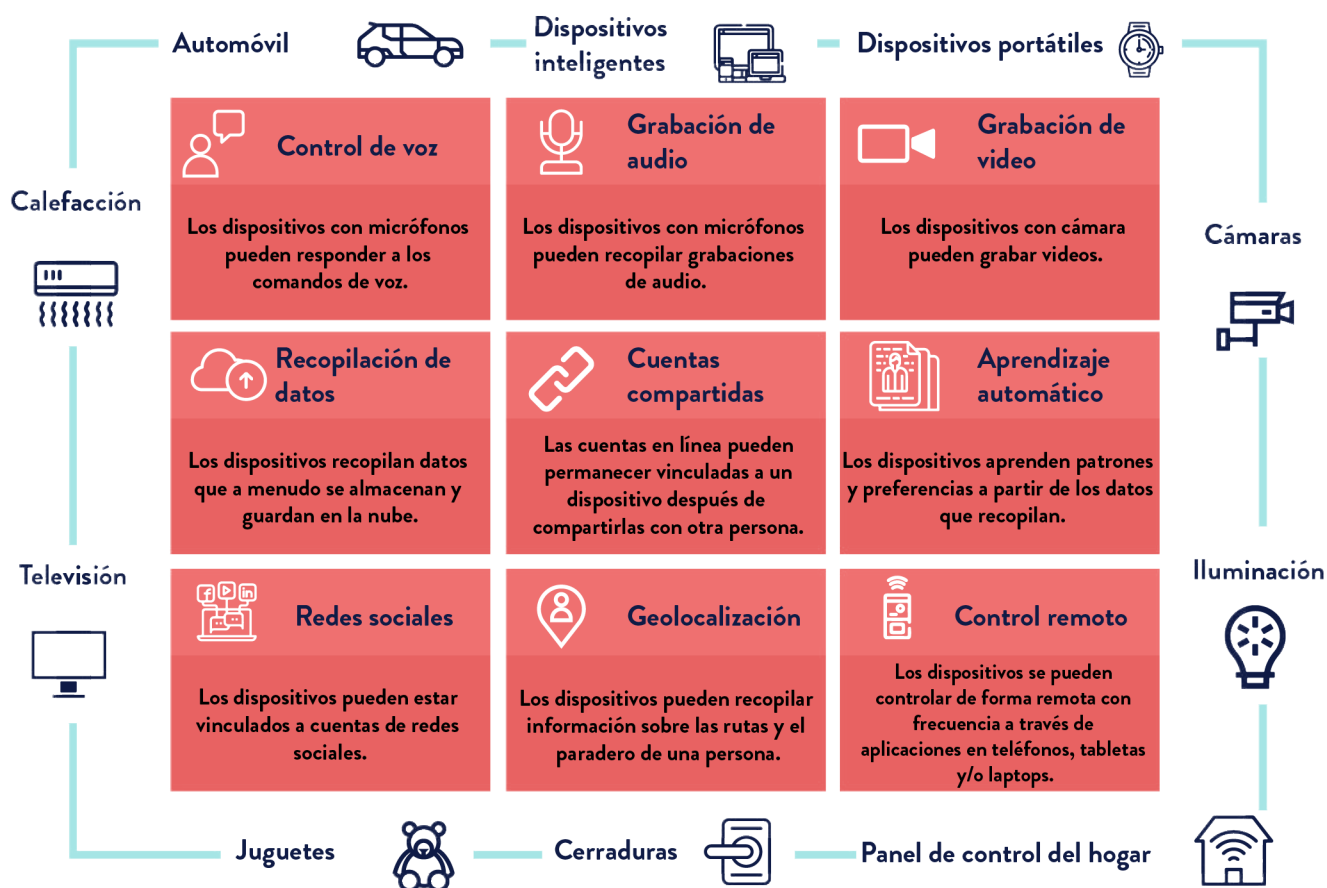 Automóvil
Dispositivos
inteligentes
Dispositivos portátiles
Calefacción
Cámaras
Televisión
Iluminación
Control de voz
Los dispositivos con micrófonos
pueden responder a los
comandos de voz.
Grabación de
audio
Los dispositivos con micrófonos
pueden recopilar grabaciones
de audio.
Grabación de
video
Los dispositivos con cámara
pueden grabar videos.
Recopilación de
datos
Los dispositivos recopilan datos
que a menudo se almacenan y
guardan en la nube.
Cuentas
compartidas
Las cuentas en línea pueden
permanecer vinculadas a un
dispositivo después de
compartirlas con otra persona.
Aprendizaje
automático
Los dispositivos aprenden patrones
y preferencias a partir de los datos
que recopilan.
Redes sociales
Los dispositivos pueden estar
vinculados a cuentas de redes
sociales.
Geolocalización
Los dispositivos pueden recopilar
información sobre las rutas y el
paradero de una persona.
Control remoto
Los dispositivos se pueden
controlar de forma remota con
frecuencia a través de
aplicaciones en teléfonos, tabletas
y/o laptops.
Juguetes
Cerraduras
Panel de control del hogar